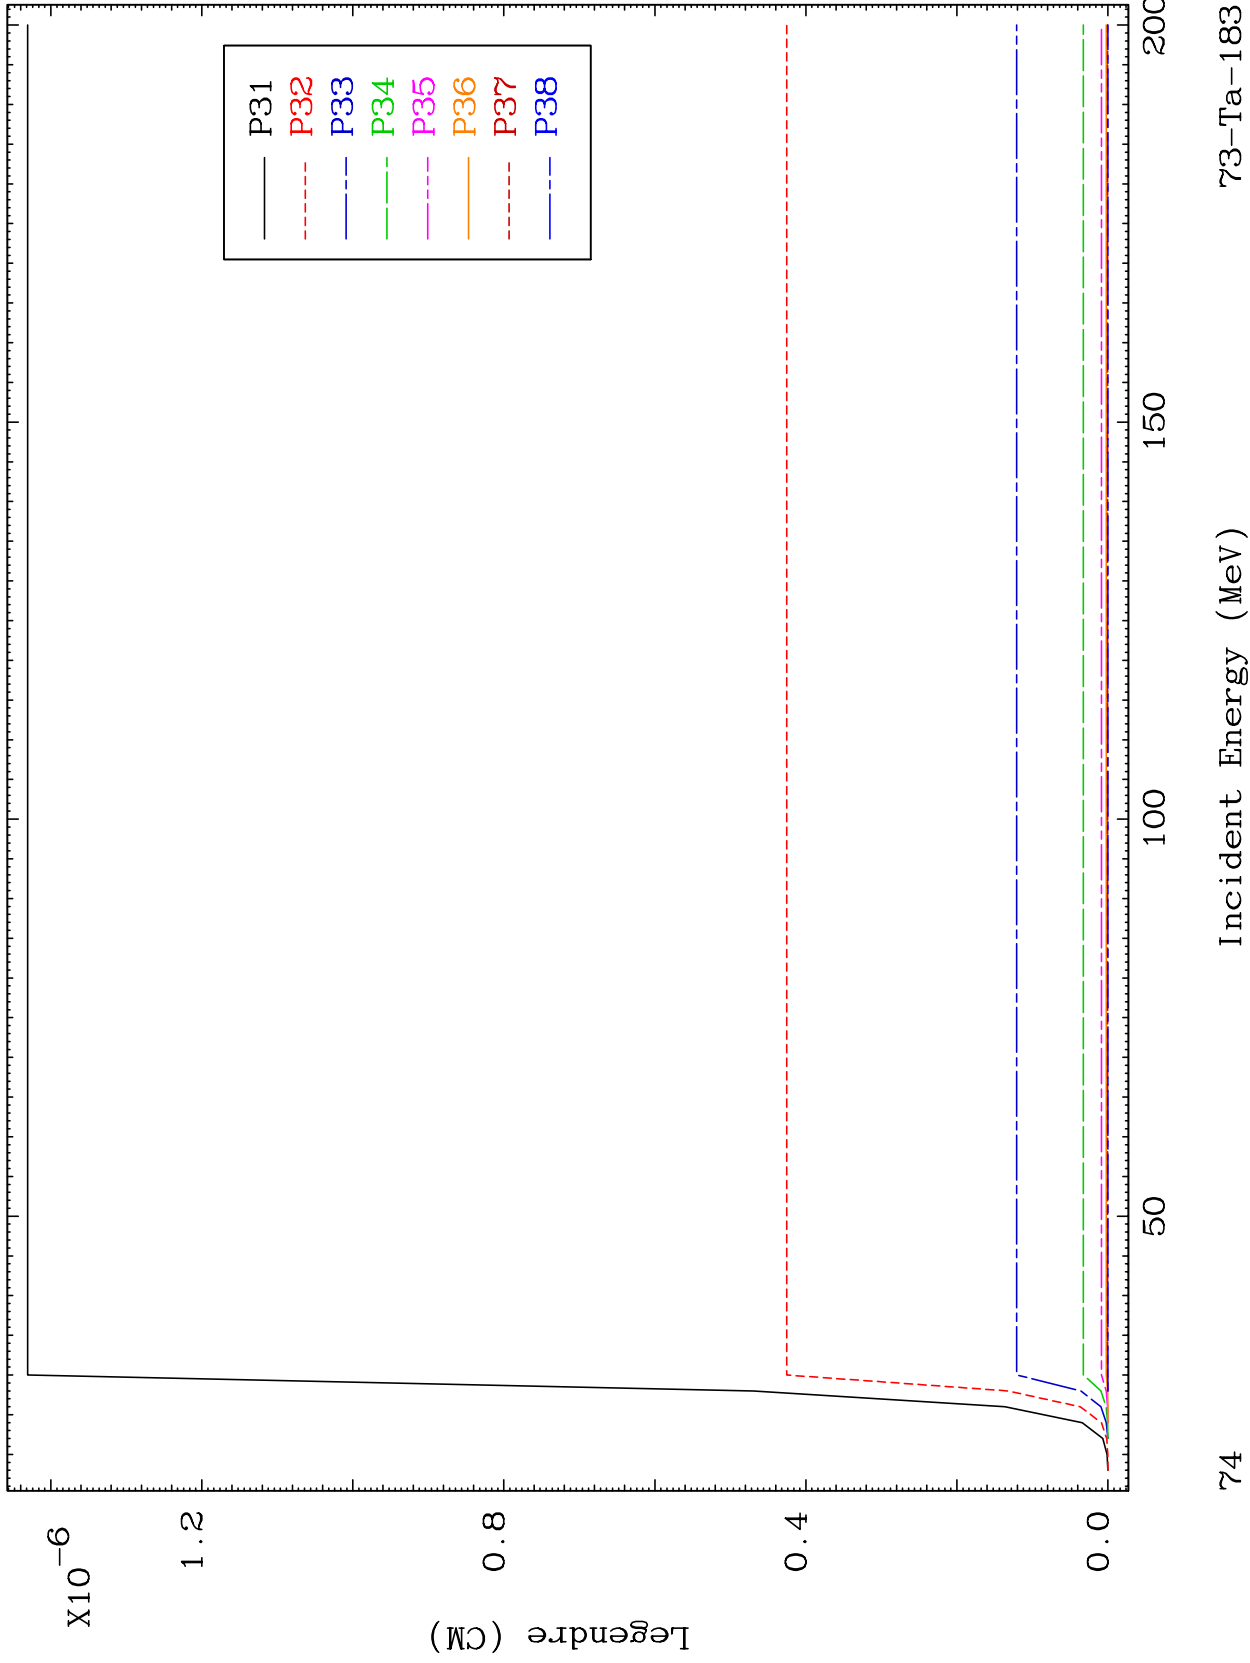 X10⁻⁶
1.2
0.8
0.4
0.0
Legendre (CM)
P31
P32
P33
P34
P35
P36
P37
P38
50
100
150
200
Incident Energy (MeV)
74
73-Ta-183